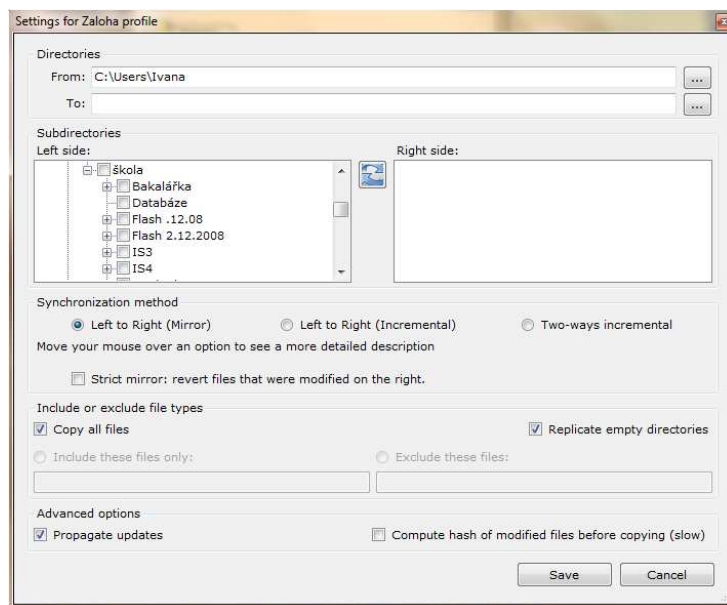 Settings for Zaloha profile
Directories
From: C:\Users\Ivana
...
To:
...
Subdirectories
Left side:
Right side:
škola
Bakalářka
Databáze
Flash .12.08
Flash 2.12.2008
IS3
IS4
Synchronization method
Left to Right (Mirror) Left to Right (Incremental) Two-ways incremental
Move your mouse over an option to see a more detailed description
Strict mirror: revert files that were modified on the right.
Include or exclude file types
Copy all files Replicate empty directories
Include these files only: Exclude these files:
Advanced options
Propagate updates Compute hash of modified files before copying (slow)
Save Cancel